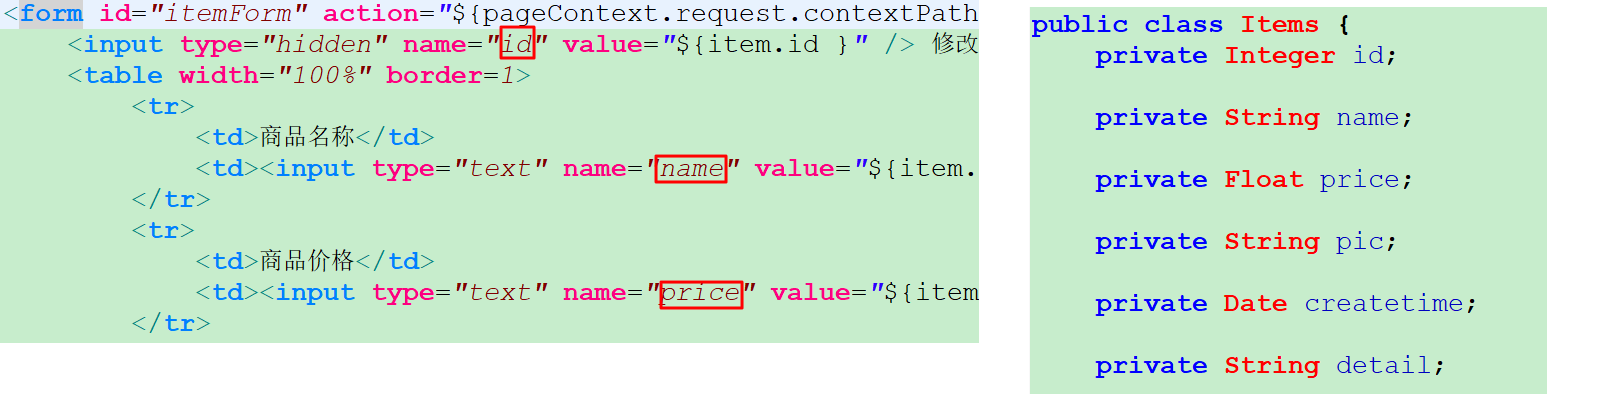 <form id="itemForm" action="${pageContext.request.contextPath
<input type="hidden" name="id" value="${item.id }" /> 修改
<table width="100%" border=1>
<tr>
<td>商品名称</td>
<td><input type="text" name="name" value="${item.
</tr>
<tr>
<td>商品价格</td>
<td><input type="text" name="price" value="${item
</tr>
public class Items {
private Integer id;
private String name;
private Float price;
private String pic;
private Date createtime;
private String detail;